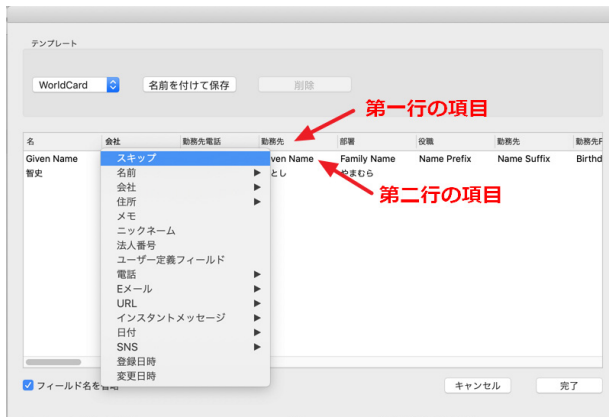 テンプレート
WorldCard 名前を付けて保存 削除
第一行の項目
名 会社 勤務先電話 勤務先 部署 役職 勤務先 勤務先F
Given Name スキップ ven Name Family Name Name Prefix Name Suffix Birthd
智史 名前 とし やまむら
第二行の項目
会社
住所
メモ
ニックネーム
法人番号
ユーザー定義フィールド
電話
Eメール
URL
インスタントメッセージ
日付
SNS
登録日時
変更日時
フィールド名を
キャンセル 完了